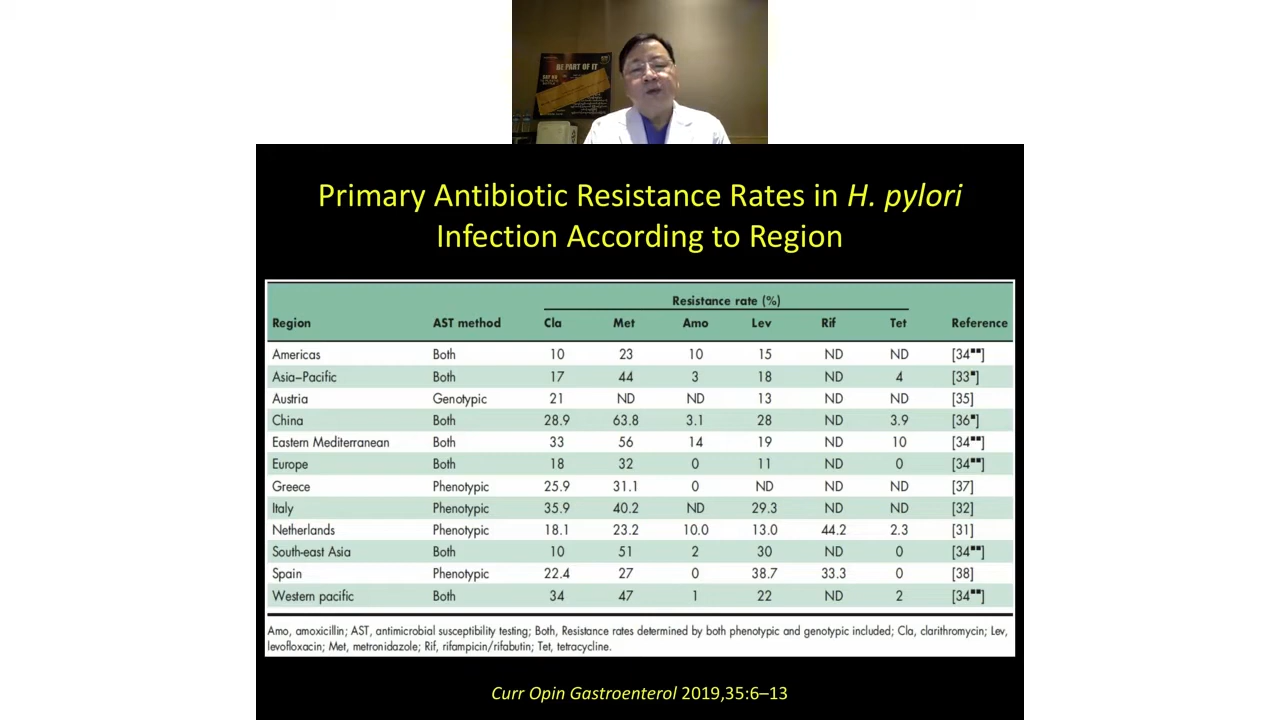 BE PART OF IT
Primary Antibiotic Resistance Rates in H. pylori
Infection According to Region
Resistance rate (%)
Region AST method Cla Met Amo Lev Rif Tet Reference
Americas Both 10 23 10 15 ND ND [34■■]
Asia–Pacific Both 17 44 3 18 ND 4 [33■]
Austria Genotypic 21 ND ND 13 ND ND [35]
China Both 28.9 63.8 3.1 28 ND 3.9 [36■]
Eastern Mediterranean Both 33 56 14 19 ND 10 [34■■]
Europe Both 18 32 0 11 ND 0 [34■■]
Greece Phenotypic 25.9 31.1 0 ND ND ND [37]
Italy Phenotypic 35.9 40.2 ND 29.3 ND ND [32]
Netherlands Phenotypic 18.1 23.2 10.0 13.0 44.2 2.3 [31]
South-east Asia Both 10 51 2 30 ND 0 [34■■]
Spain Phenotypic 22.4 27 0 38.7 33.3 0 [38]
Western pacific Both 34 47 1 22 ND 2 [34■■]
Amo, amoxicillin; AST, antimicrobial susceptibility testing; Both, Resistance rates determined by both phenotypic and genotypic included; Cla, clarithromycin; Lev,
levofloxacin; Met, metronidazole; Rif, rifampicin/rifabutin; Tet, tetracycline.
Curr Opin Gastroenterol 2019,35:6–13